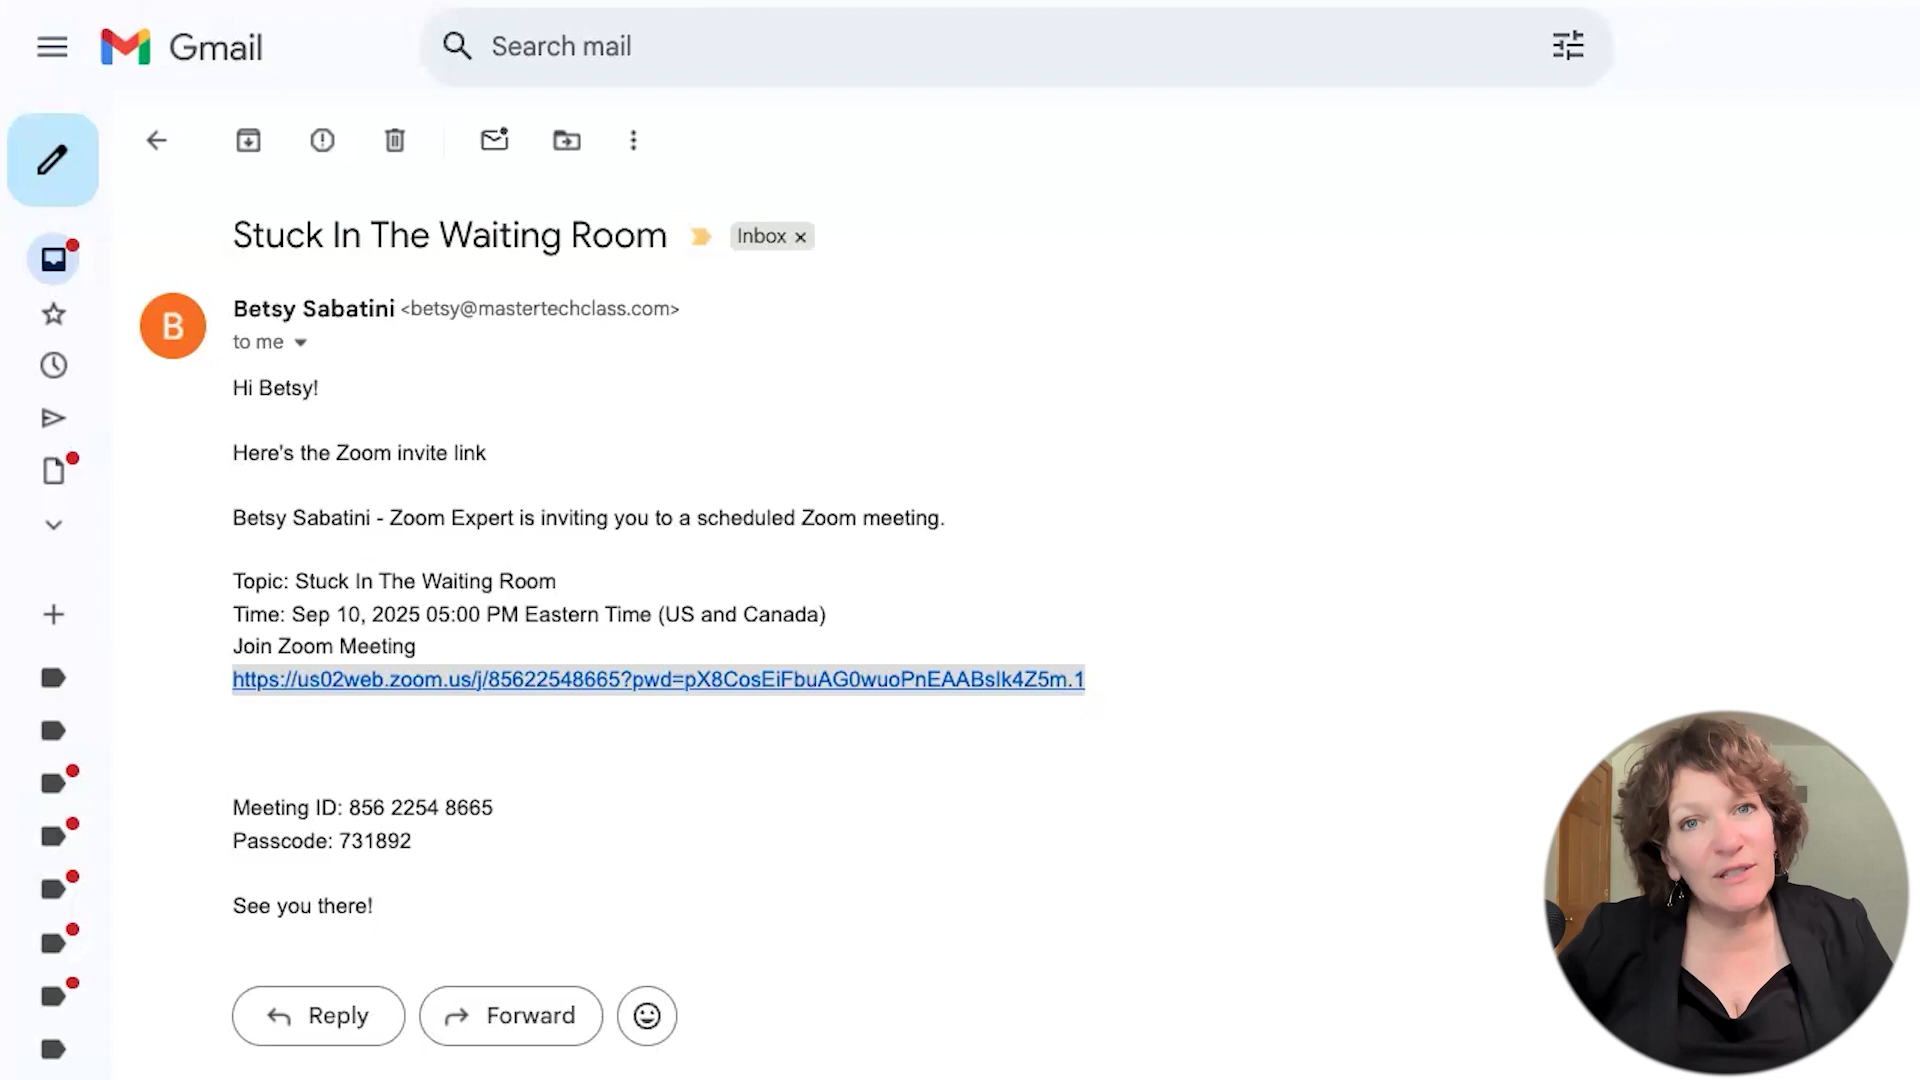 Gmail
Search mail
Stuck In The Waiting Room
Inbox ×
B
Betsy Sabatini <betsy@mastertechclass.com>
to me
Hi Betsy!
Here's the Zoom invite link
Betsy Sabatini - Zoom Expert is inviting you to a scheduled Zoom meeting.
Topic: Stuck In The Waiting Room
Time: Sep 10, 2025 05:00 PM Eastern Time (US and Canada)
Join Zoom Meeting
https://us02web.zoom.us/j/85622548665?pwd=pX8CosEiFbuAG0wuoPnEAABslk4Z5m.1
Meeting ID: 856 2254 8665
Passcode: 731892
See you there!
Reply
Forward